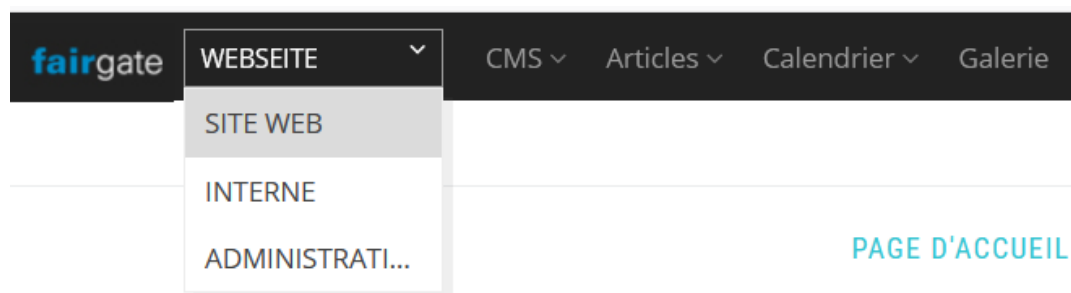 fairgate WEBSEITE CMS Articles Calendrier Galerie
SITE WEB
INTERNE
PAGE D'ACCUEIL
ADMINISTRATI...